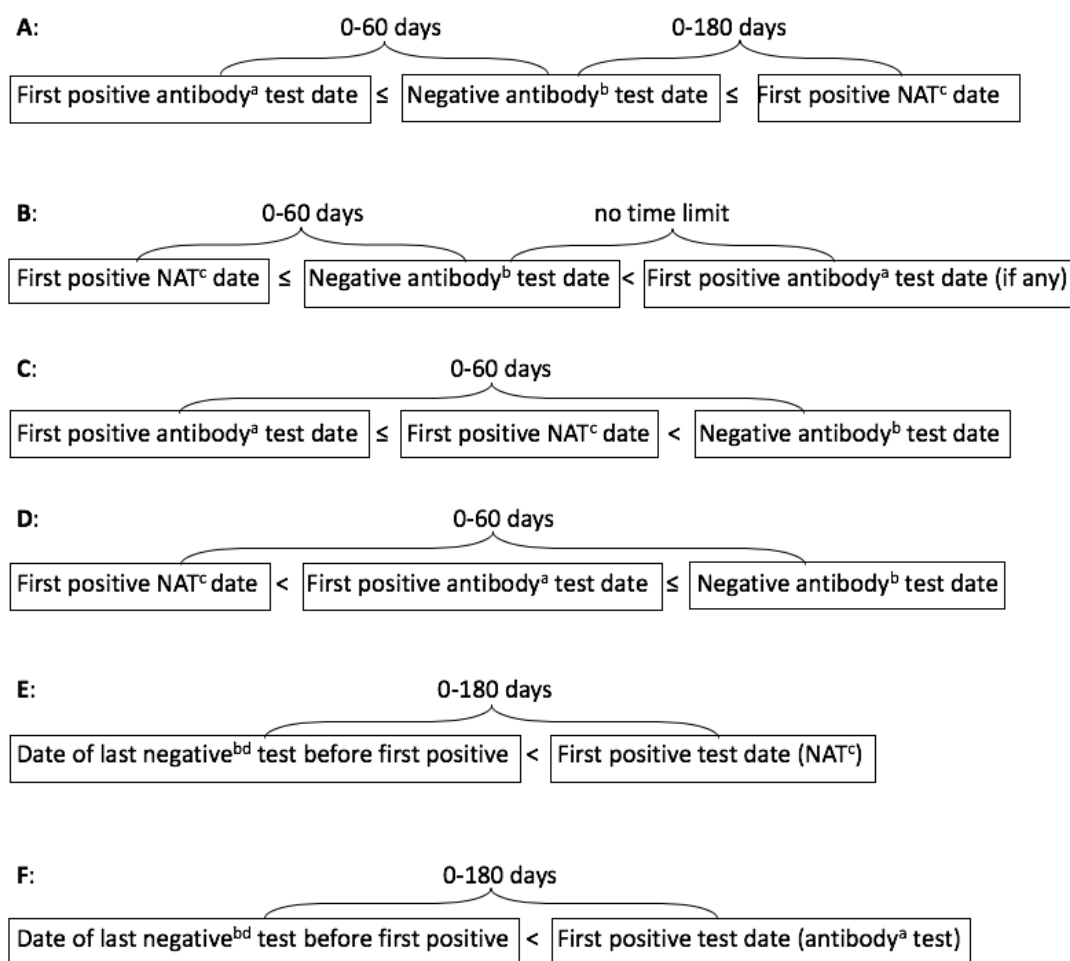 A:
0-60 days 0-180 days
First positive antibodyᵃ test date ≤ Negative antibodyᵇ test date ≤ First positive NATᶜ date
B:
0-60 days no time limit
First positive NATᶜ date ≤ Negative antibodyᵇ test date < First positive antibodyᵃ test date (if any)
C:
0-60 days
First positive antibodyᵃ test date ≤ First positive NATᶜ date < Negative antibodyᵇ test date
D:
0-60 days
First positive NATᶜ date < First positive antibodyᵃ test date ≤ Negative antibodyᵇ test date
E:
0-180 days
Date of last negativeᵇᵈ test before first positive < First positive test date (NATᶜ)
F:
0-180 days
Date of last negativeᵇᵈ test before first positive < First positive test date (antibodyᵃ test)